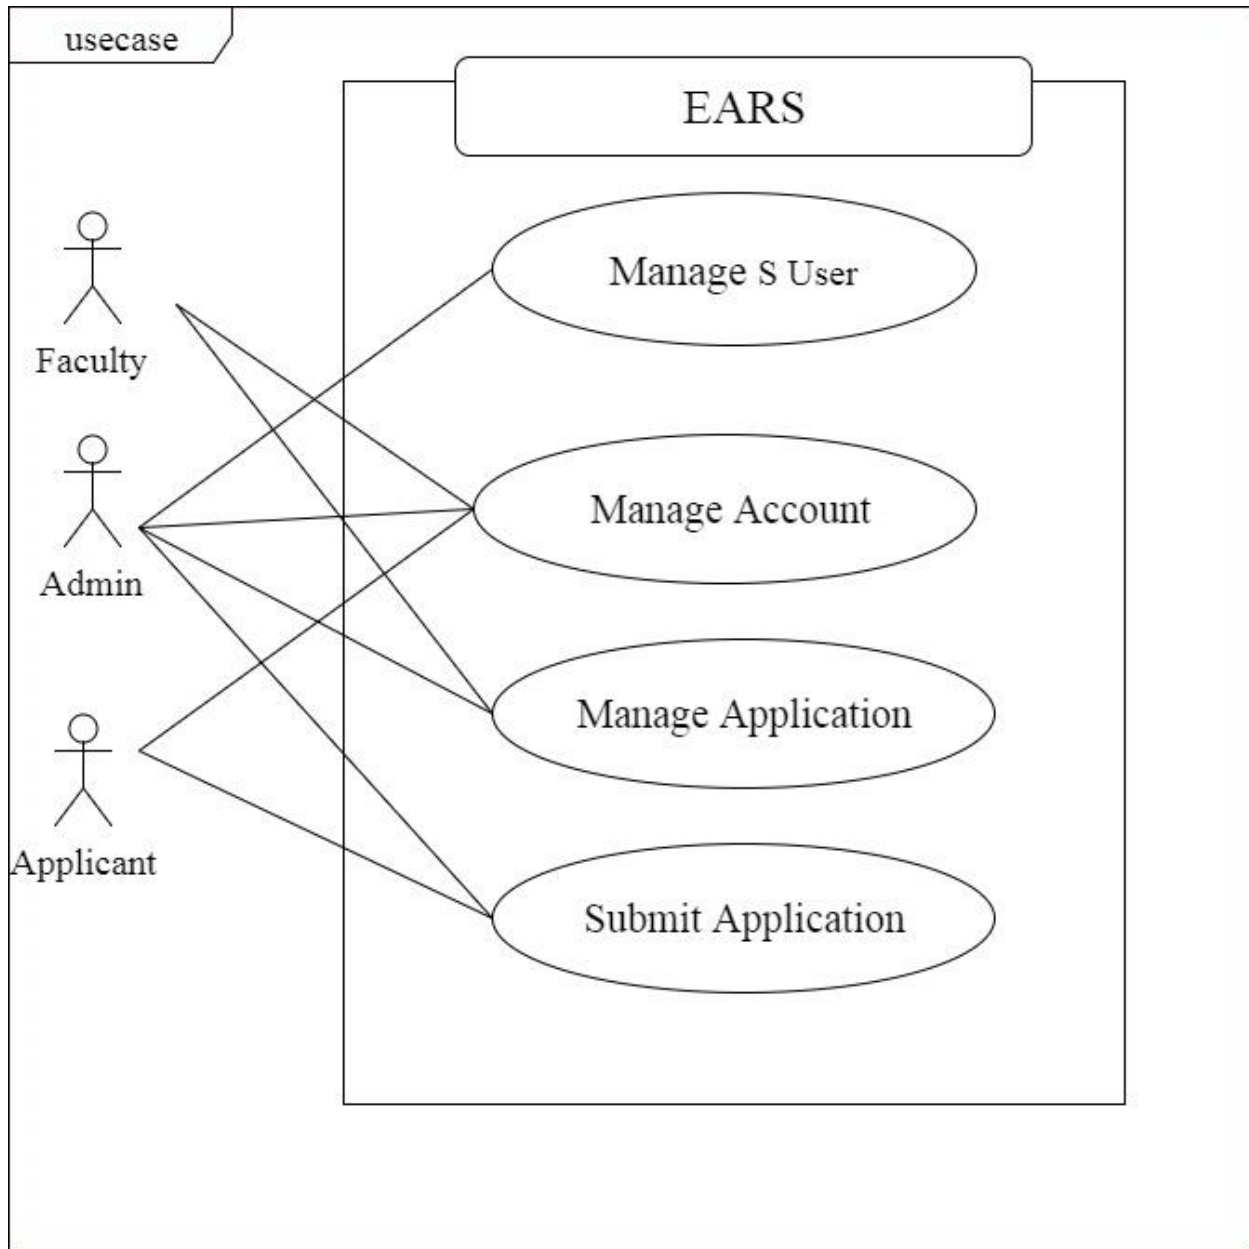 usecase
EARS
Manage S User
Faculty
Manage Account
Admin
Manage Application
Applicant
Submit Application